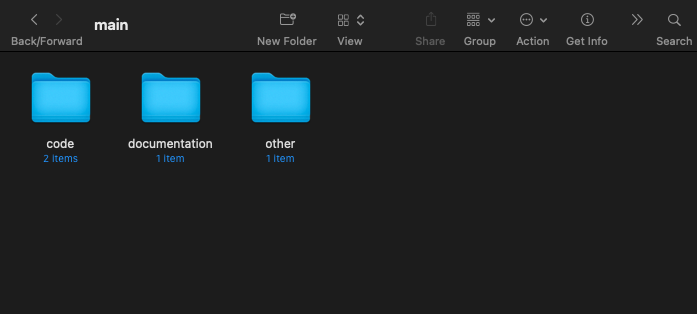 main
Back/Forward
New Folder
View
Share
Group
Action
Get Info
Search
code
documentation
other
2 items
1 item
1 item